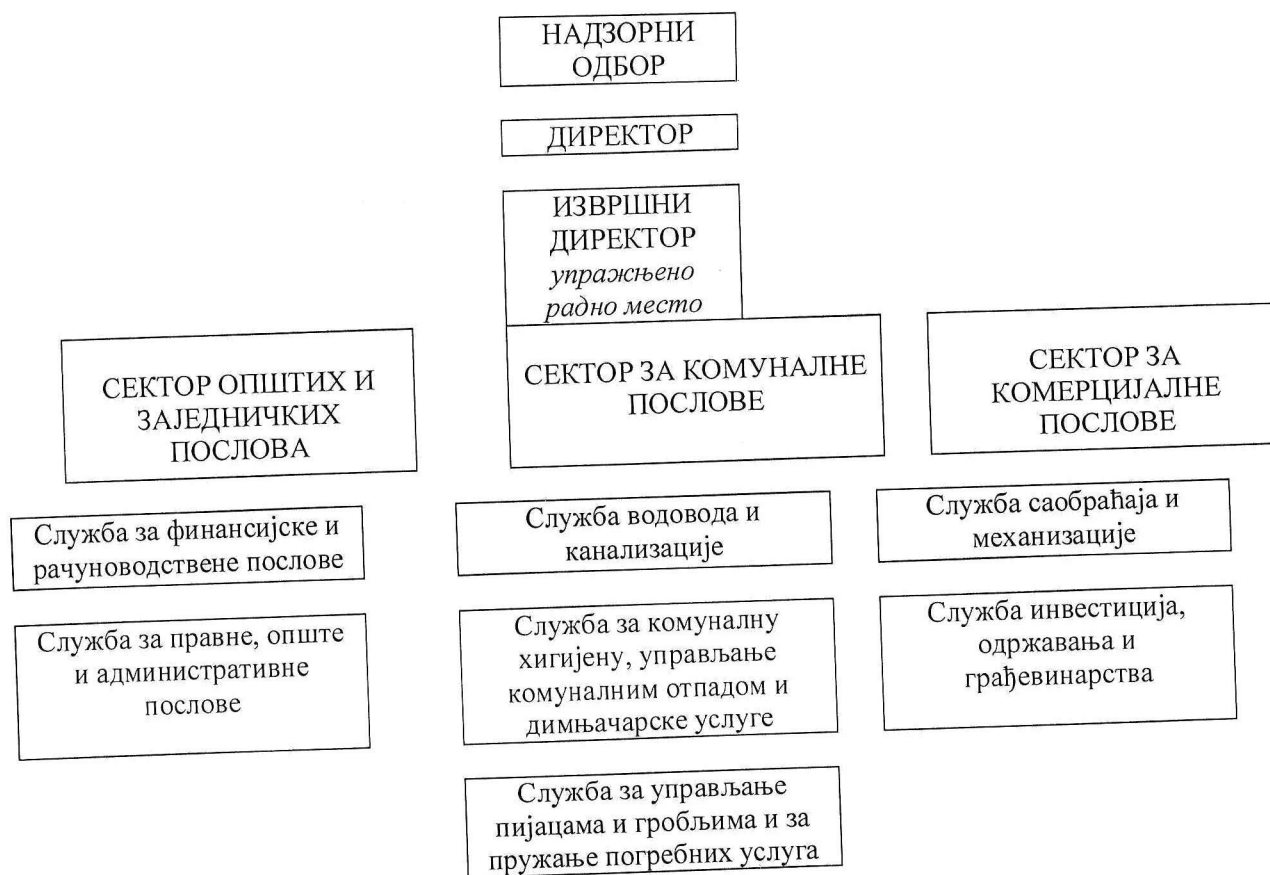 НАДЗОРНИ
ОДБОР
ДИРЕКТОР
ИЗВРШНИ
ДИРЕКТОР
упражњено
радно место
СЕКТОР ОПШТИХ И
ЗАЈЕДНИЧКИХ
ПОСЛОВА
СЕКТОР ЗА КОМУНАЛНЕ
ПОСЛОВЕ
СЕКТОР ЗА
КОМЕРЦИЈАЛНЕ
ПОСЛОВЕ
Служба за финансијске и
рачуноводствене послове
Служба водовода и
канализације
Служба саобраћаја и
механизације
Служба за правне, опште
и административне
послове
Служба за комуналну
хигијену, управљање
комуналним отпадом и
димњачарске услуге
Служба инвестиција,
одржавања и
грађевинарства
Служба за управљање
пијацама и гробљима и за
пружање погребних услуга